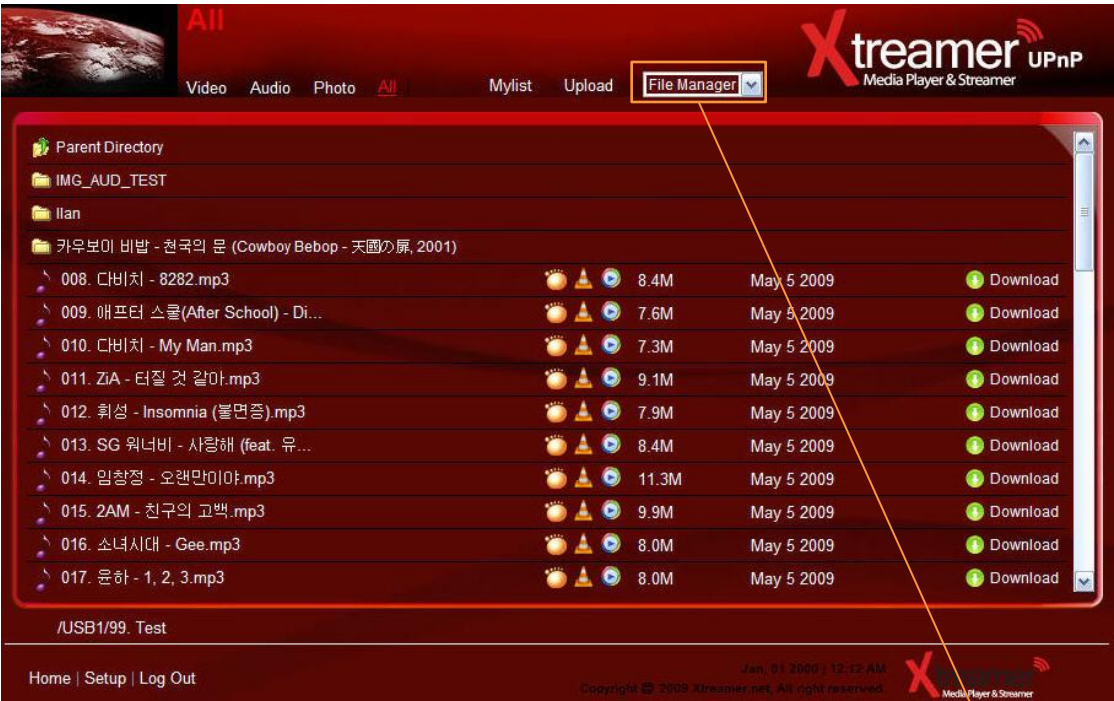 All
Xtreamer UPnP
Media Player & Streamer
Video Audio Photo All Mylist Upload File Manager
Parent Directory
IMG_AUD_TEST
Ilan
카우보이 비밥 - 천국의 문 (Cowboy Bebop - 天國の扉, 2001)
008. 다비치 - 8282.mp3 8.4M May 5 2009 Download
009. 애프터 스쿨(After School) - Di... 7.6M May 5 2009 Download
010. 다비치 - My Man.mp3 7.3M May 5 2009 Download
011. ZiA - 터질 것 같아.mp3 9.1M May 5 2009 Download
012. 휘성 - Insomnia (불면증).mp3 7.9M May 5 2009 Download
013. SG 워너비 - 사랑해 (feat. 유... 8.4M May 5 2009 Download
014. 임창정 - 오랜만이야.mp3 11.3M May 5 2009 Download
015. 2AM - 친구의 고백.mp3 9.9M May 5 2009 Download
016. 소녀시대 - Gee.mp3 8.0M May 5 2009 Download
017. 윤하 - 1, 2, 3.mp3 8.0M May 5 2009 Download
/USB1/99. Test
Home | Setup | Log Out
Jan, 01 2000 | 12:12 AM
Copyright © 2009 Xtreamer.net, All right reserved.
Xtreamer
Media Player & Streamer